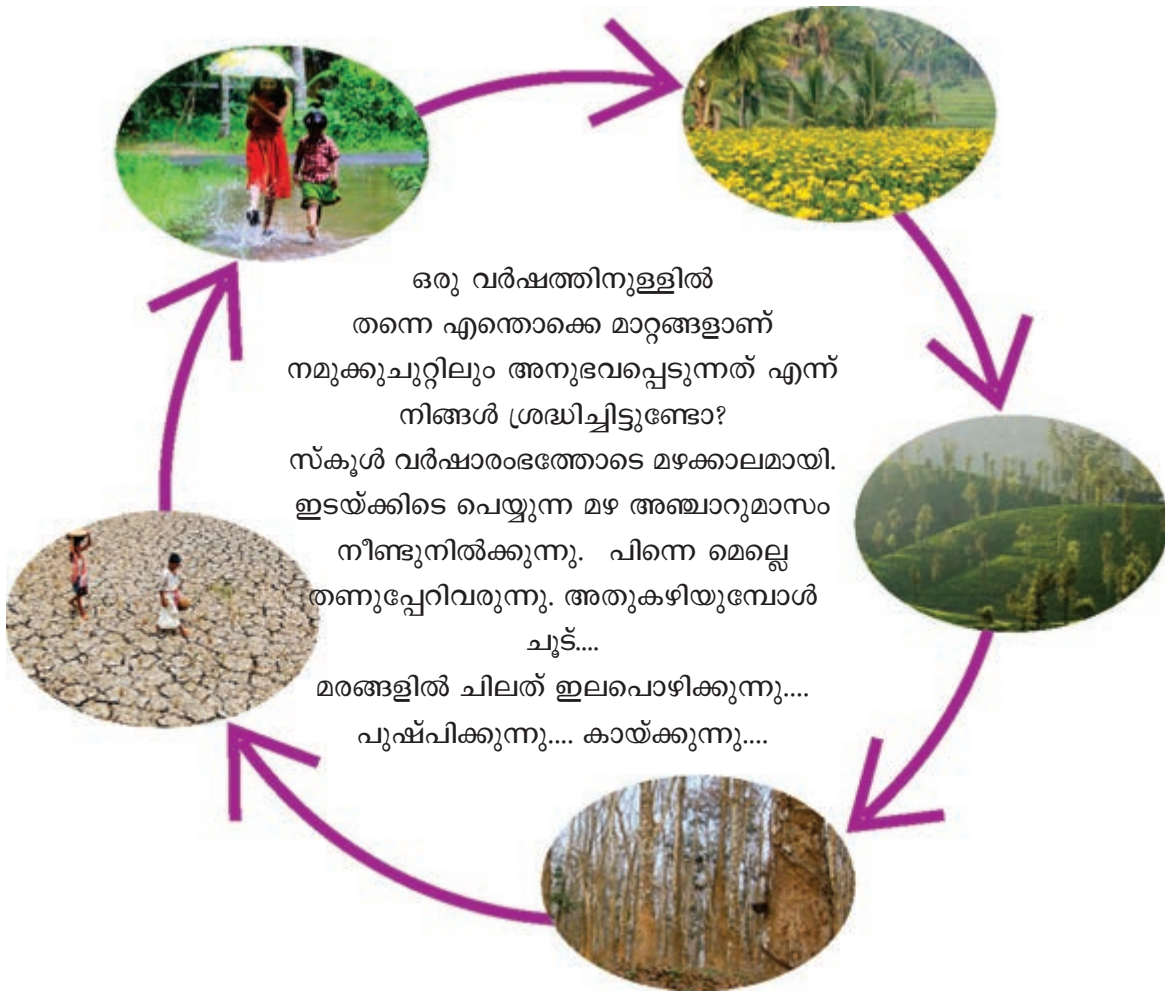 ഒരു വർഷത്തിനുള്ളിൽ
തന്നെ എന്തൊക്കെ മാറ്റങ്ങളാണ്
നമുക്കുചുറ്റിലും അനുഭവപ്പെടുന്നത് എന്ന്
നിങ്ങൾ ശ്രദ്ധിച്ചിട്ടുണ്ടോ?
സ്കൂൾ വർഷാരംഭത്തോടെ മഴക്കാലമായി.
ഇടയ്ക്കിടെ പെയ്യുന്ന മഴ അഞ്ചാറുമാസം
നീണ്ടുനിൽക്കുന്നു. പിന്നെ മെല്ലെ
തണുപ്പേറിവരുന്നു. അതുകഴിയുമ്പോൾ
ചൂട്....
മരങ്ങളിൽ ചിലത് ഇലപൊഴിക്കുന്നു....
പുഷ്പിക്കുന്നു.... കായ്ക്കുന്നു....